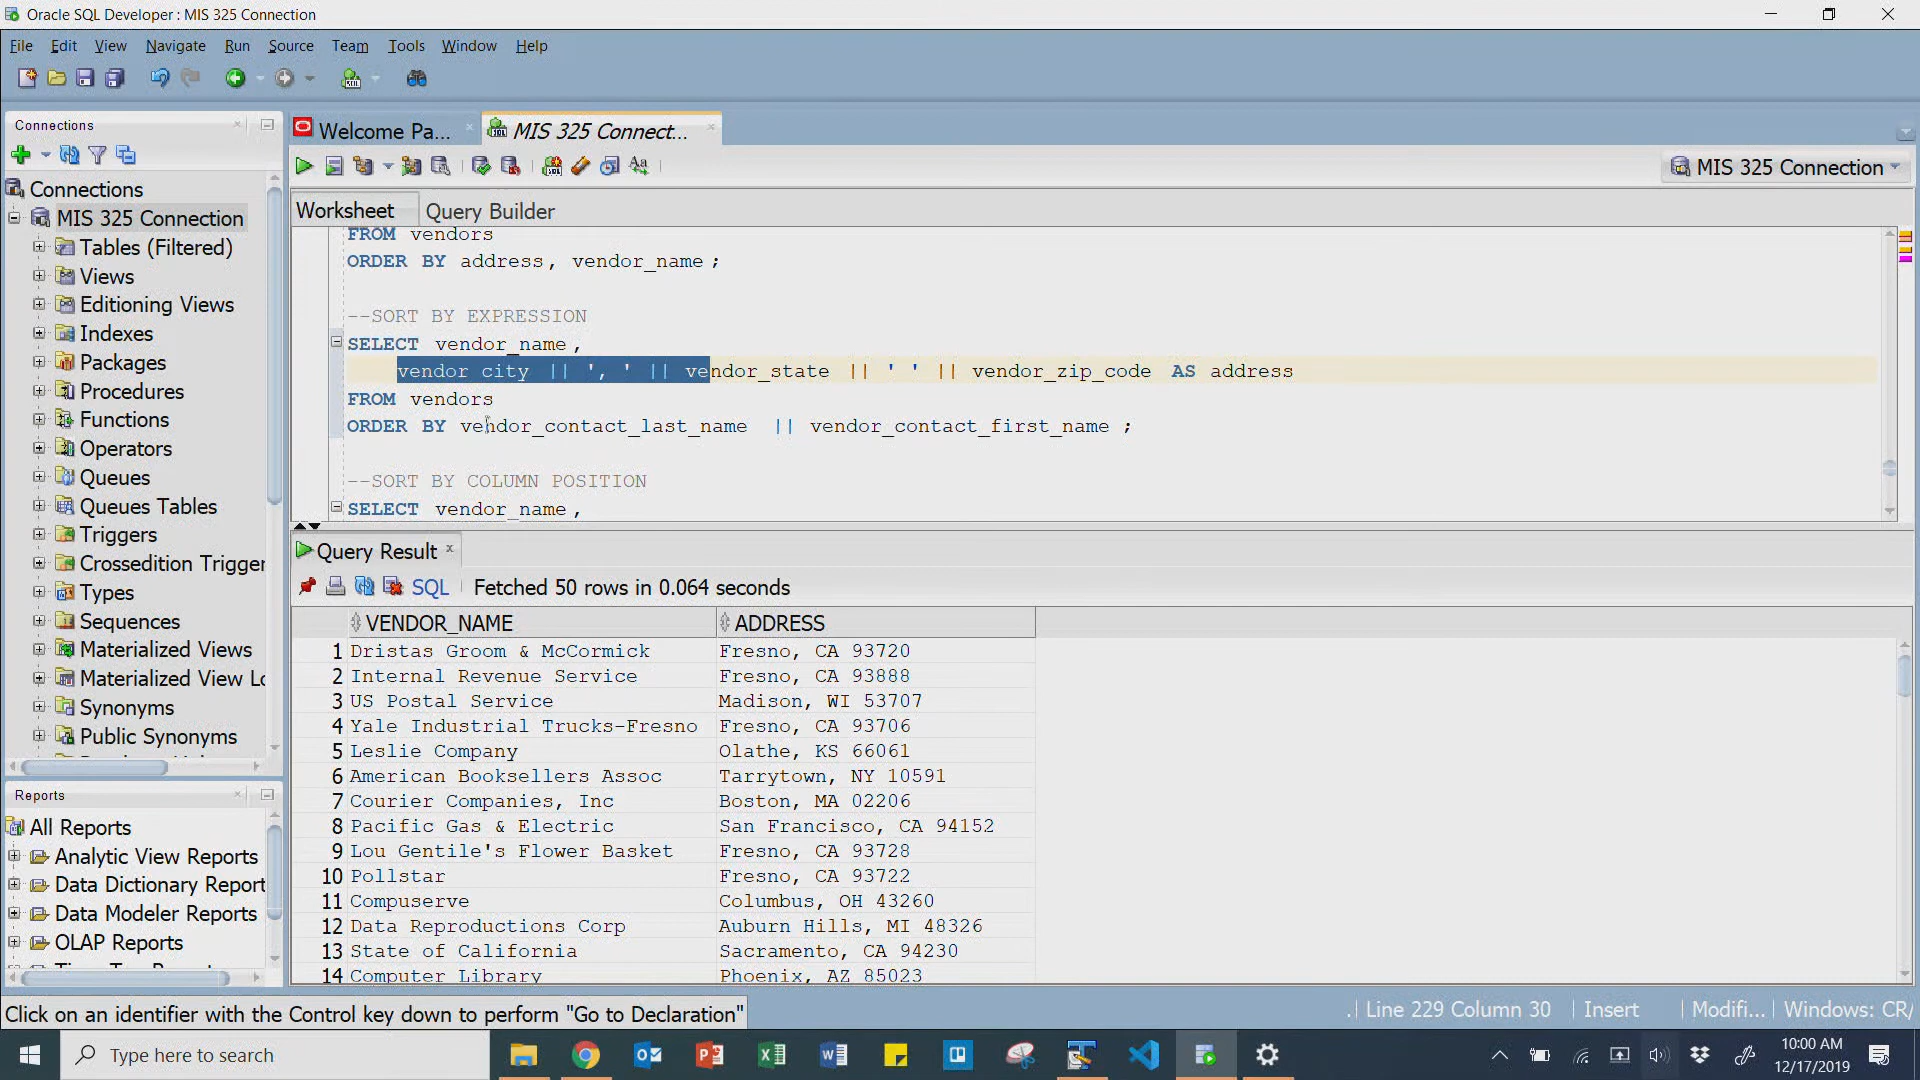 Oracle SQL Developer : MIS 325 Connection
File Edit View Navigate Run Source Team Tools Window Help
Connections
Welcome Pa...
MIS 325 Connect...
MIS 325 Connection
Connections
MIS 325 Connection
Tables (Filtered)
Views
Editioning Views
Indexes
Packages
Procedures
Functions
Operators
Queues
Queues Tables
Triggers
Crossedition Trigger
Types
Sequences
Materialized Views
Materialized View Lo
Synonyms
Public Synonyms
Reports
All Reports
Analytic View Reports
Data Dictionary Report
Data Modeler Reports
OLAP Reports
Worksheet Query Builder
FROM vendors
ORDER BY address, vendor_name;
--SORT BY EXPRESSION
SELECT vendor_name,
vendor_city || ', ' || vendor_state || ' ' || vendor_zip_code AS address
FROM vendors
ORDER BY vendor_contact_last_name || vendor_contact_first_name ;
--SORT BY COLUMN POSITION
SELECT vendor_name,
Query Result
SQL Fetched 50 rows in 0.064 seconds
VENDOR_NAME ADDRESS
1 Dristas Groom & McCormick Fresno, CA 93720
2 Internal Revenue Service Fresno, CA 93888
3 US Postal Service Madison, WI 53707
4 Yale Industrial Trucks-Fresno Fresno, CA 93706
5 Leslie Company Olathe, KS 66061
6 American Booksellers Assoc Tarrytown, NY 10591
7 Courier Companies, Inc Boston, MA 02206
8 Pacific Gas & Electric San Francisco, CA 94152
9 Lou Gentile's Flower Basket Fresno, CA 93728
10 Pollstar Fresno, CA 93722
11 Compuserve Columbus, OH 43260
12 Data Reproductions Corp Auburn Hills, MI 48326
13 State of California Sacramento, CA 94230
14 Computer Library Phoenix, AZ 85023
Click on an identifier with the Control key down to perform "Go to Declaration"
Line 229 Column 30 Insert Modifi... Windows: CR/
Type here to search
10:00 AM
12/17/2019